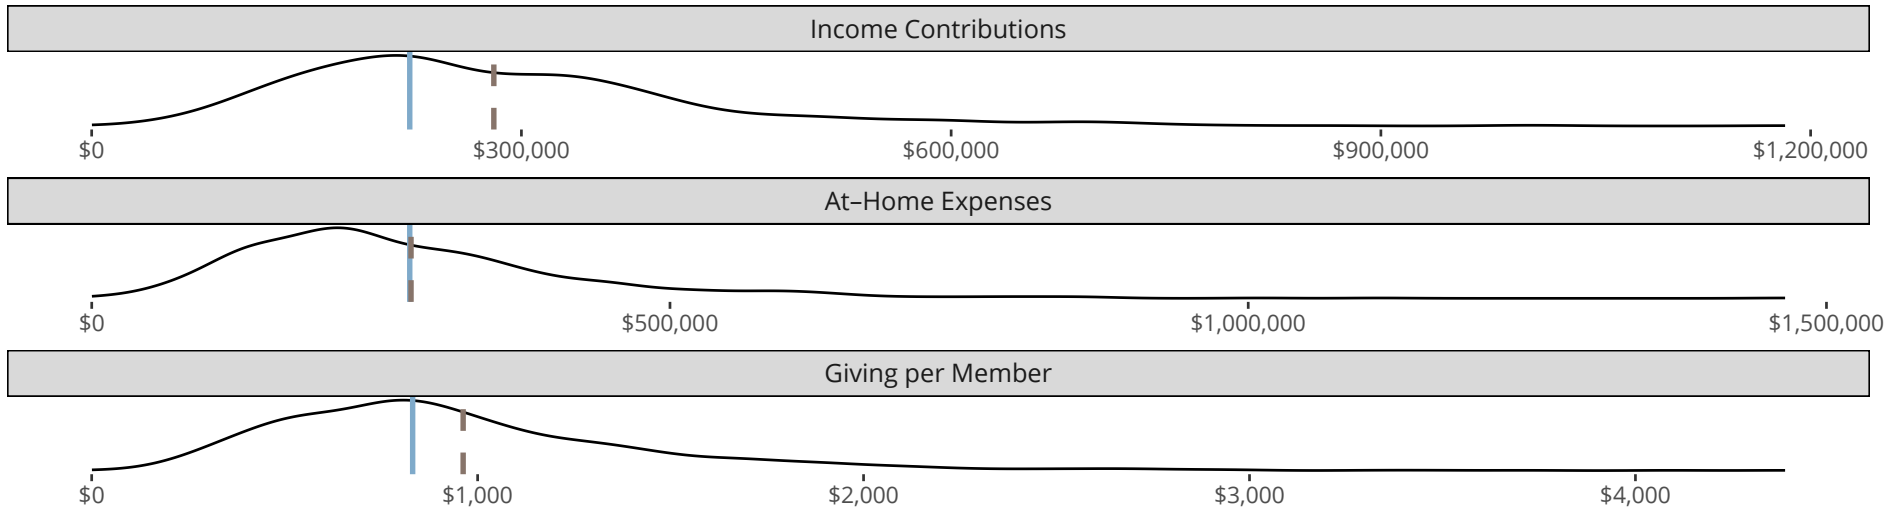 Income Contributions
$0 $300,000 $600,000 $900,000 $1,200,000
At–Home Expenses
$0 $500,000 $1,000,000 $1,500,000
Giving per Member
$0 $1,000 $2,000 $3,000 $4,000